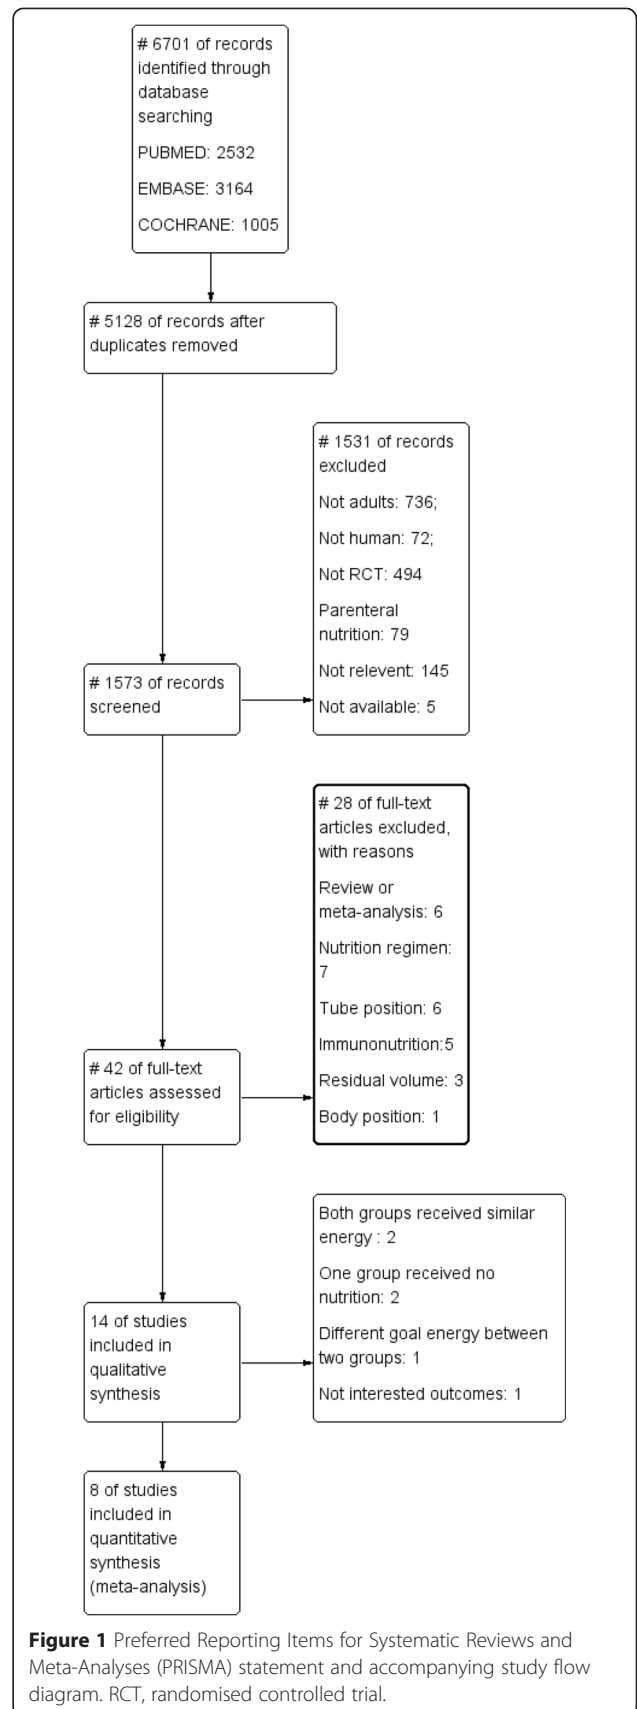 # 6701 of records
identified through
database
searching
PUBMED: 2532
EMBASE: 3164
COCHRANE: 1005
# 5128 of records after
duplicates removed
# 1531 of records
excluded
Not adults: 736;
Not human: 72;
Not RCT: 494
Parenteral
nutrition: 79
Not relevent: 145
Not available: 5
# 1573 of records
screened
# 28 of full-text
articles excluded,
with reasons
Review or
meta-analysis: 6
Nutrition regimen:
7
Tube position: 6
Immunonutrition:5
Residual volume: 3
Body position: 1
# 42 of full-text
articles assessed
for eligibility
Both groups received similar
energy : 2
One group received no
nutrition: 2
Different goal energy between
two groups: 1
Not interested outcomes: 1
14 of studies
included in
qualitative
synthesis
8 of studies
included in
quantitative
synthesis
(meta-analysis)
Figure 1 Preferred Reporting Items for Systematic Reviews and
Meta-Analyses (PRISMA) statement and accompanying study flow
diagram. RCT, randomised controlled trial.